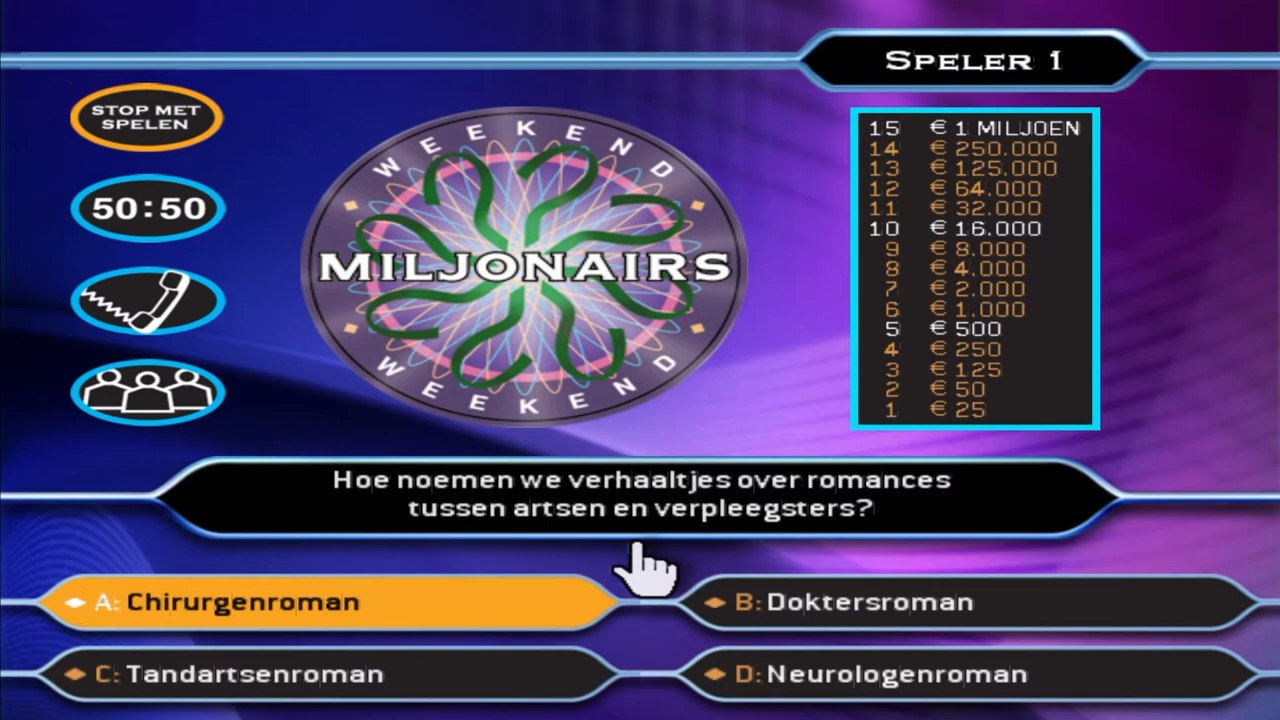 SPELER 1
STOP MET
SPELEN
50:50
WEEKEND
MILJONAIRS
WEEKEND
15 € 1 MILJOEN
14 € 250.000
13 € 125.000
12 € 64.000
11 € 32.000
10 € 16.000
9 € 8.000
8 € 4.000
7 € 2.000
6 € 1.000
5 € 500
4 € 250
3 € 125
2 € 50
1 € 25
Hoe noemen we verhaaltjes over romances
tussen artsen en verpleegsters?
A: Chirurgenroman
B: Doktersroman
C: Tandartsenroman
D: Neurologenroman